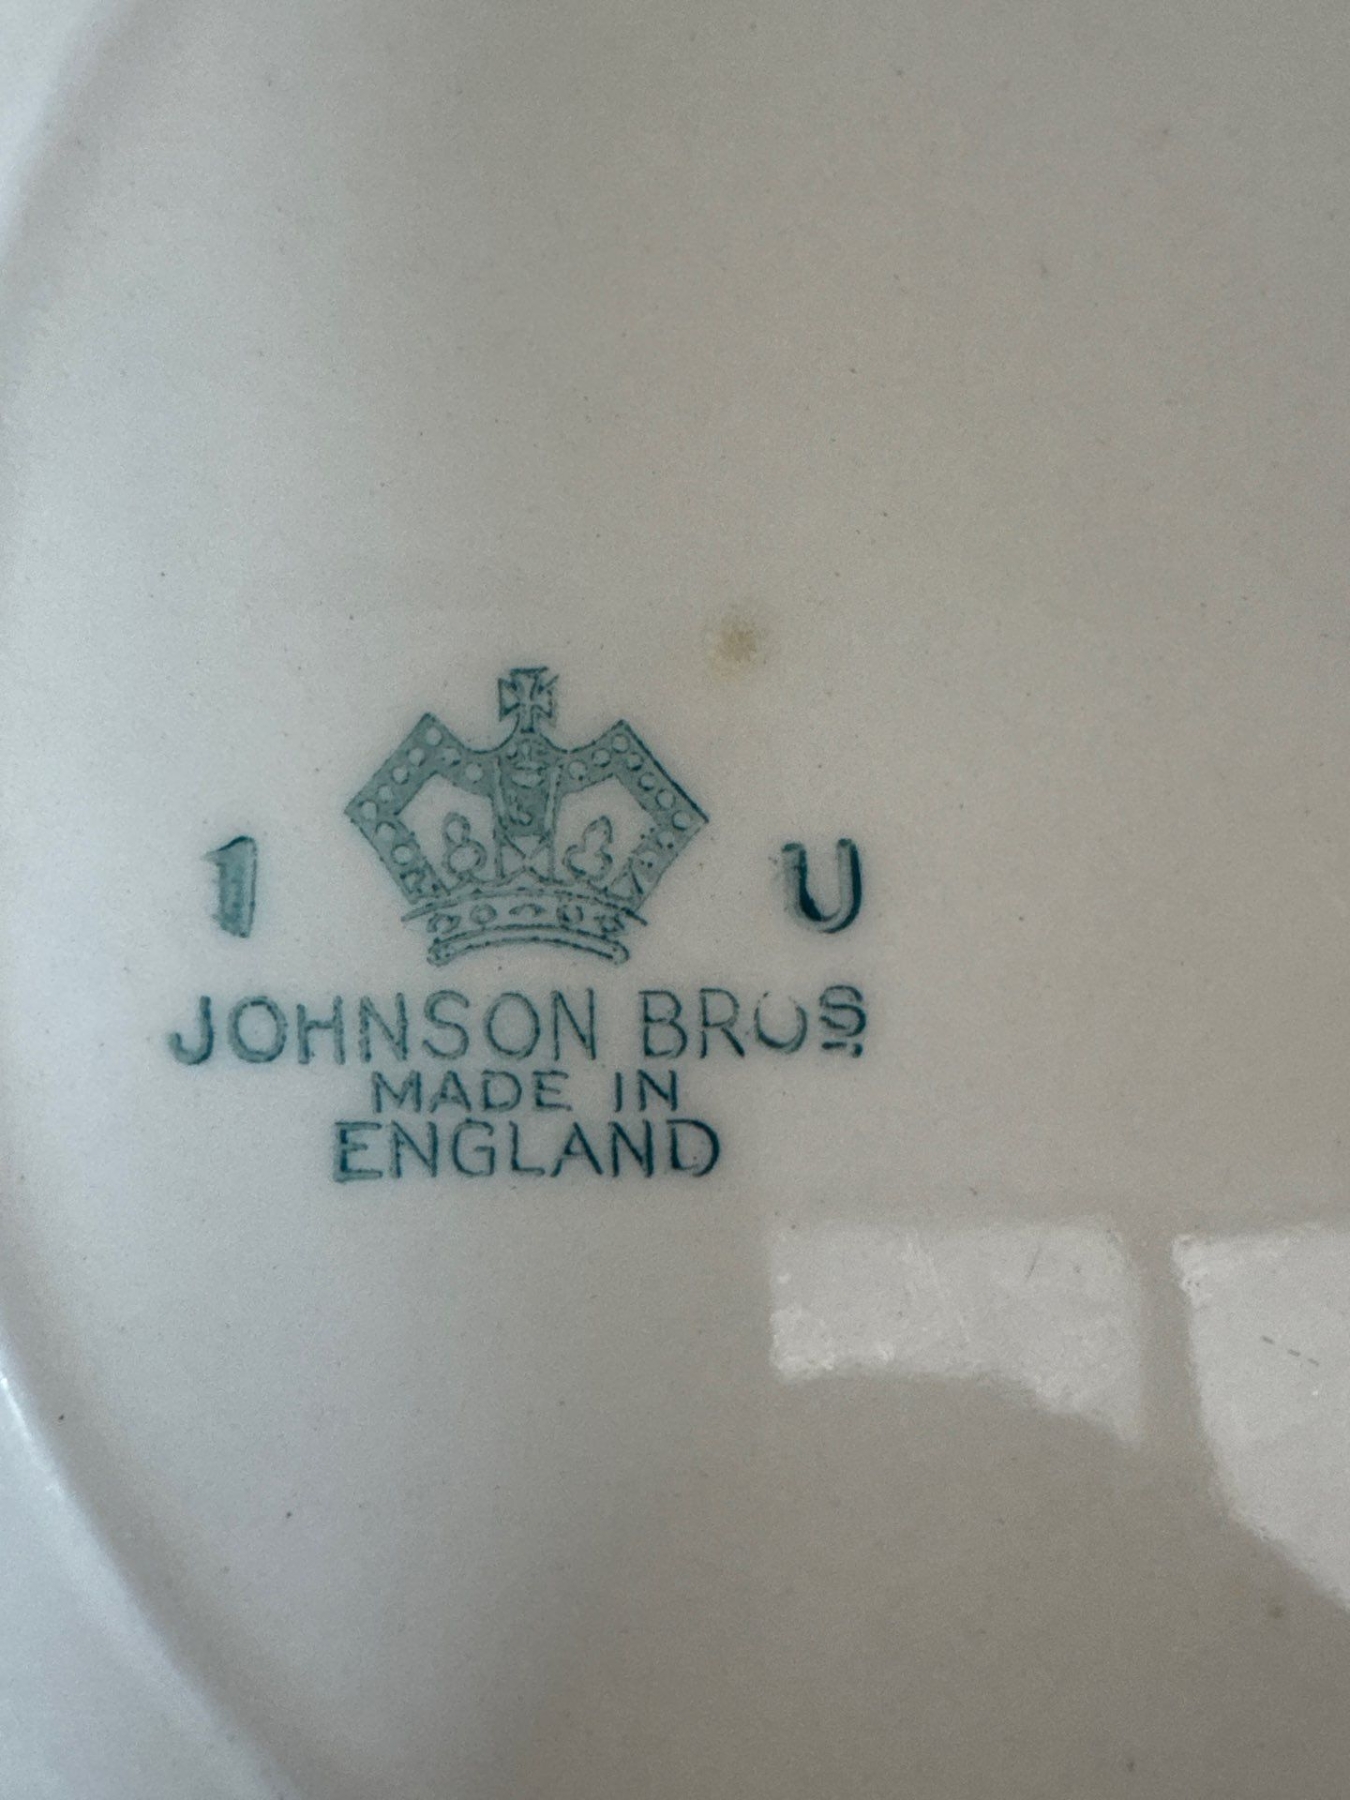 1 U
JOHNSON BROS
MADE IN
ENGLAND